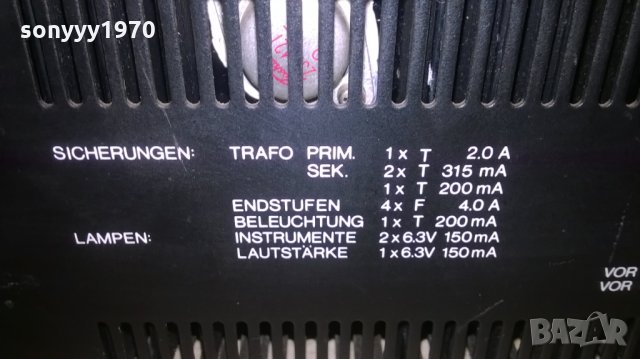 sonyyy1970
SICHERUNGEN: TRAFO PRIM. 1 x T 2.0 A
SEK. 2 x T 315 mA
1 x T 200 mA
ENDSTUFEN 4 x F 4.0 A
BELEUCHTUNG 1 x T 200 mA
LAMPEN: INSTRUMENTE 2 x 6.3V 150 mA
LAUTSTÄRKE 1 x 6.3V 150 mA
VOR
VOR
BAZAR